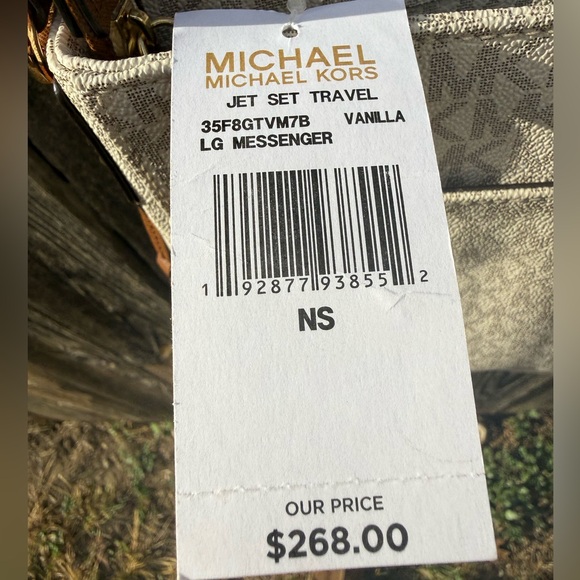 MICHAEL
MICHAEL KORS
JET SET TRAVEL
35F8GTVM7B VANILLA
LG MESSENGER
1 92877 93855 2
NS
OUR PRICE
$268.00